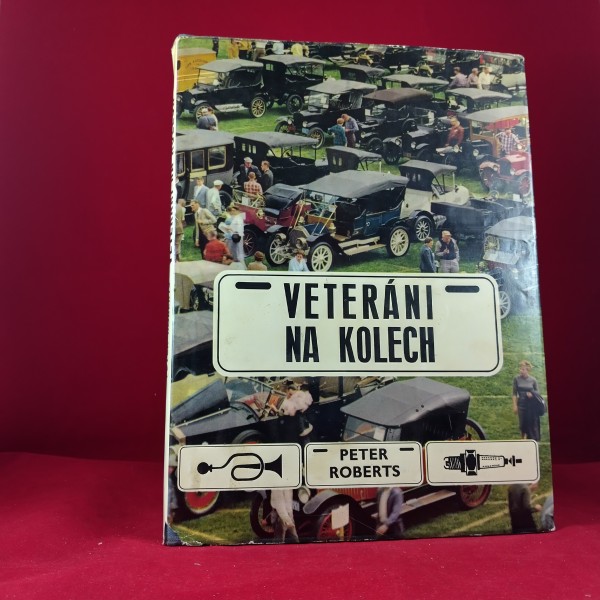 VETERÁNI
NA KOLECH
PETER
ROBERTS